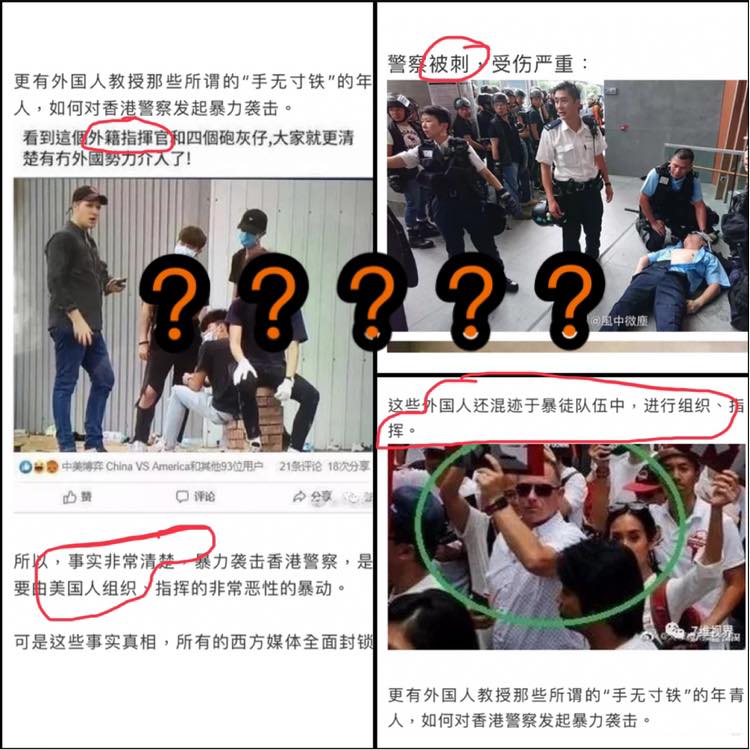 更有外国人教授那些所谓的“手无寸铁”的年
人，如何对香港警察发起暴力袭击。
看到這個外籍指揮官和四個砲灰仔,大家就更清
楚有冇外國勢力介入了!
? ? ? ? ?
中美博弈 China VS America和其他93位用户 21条评论 18次分享
赞 评论 分享
所以，事实非常清楚，暴力袭击香港警察，是
要由美国人组织、指挥的非常恶性的暴动。
可是这些事实真相，所有的西方媒体全面封锁
警察被刺，受伤严重：
@風中微塵
这些外国人还混迹于暴徒队伍中，进行组织、指
挥。
7维视界
更有外国人教授那些所谓的“手无寸铁”的年青
人，如何对香港警察发起暴力袭击。